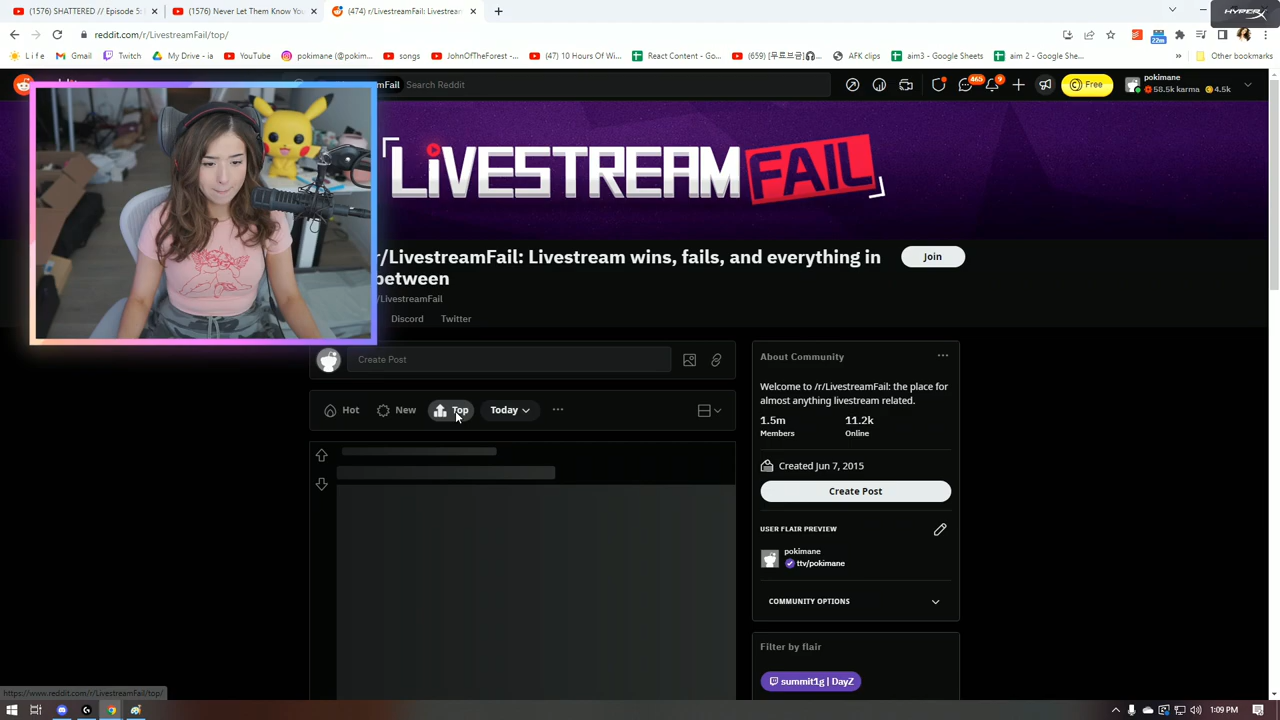 (1576) SHATTERED // Episode 5:
(1576) Never Let Them Know You
(474) r/LivestreamFail: Livestream
HYPERX
reddit.com/r/LivestreamFail/top/
22m
L i f e
Gmail
Twitch
My Drive - ia
YouTube
pokimane (@pokim...
songs
JohnOfTheForest -...
(47) 10 Hours Of Wi...
React Content - Go...
AFK clips
aim3 - Google Sheets
aim 2 - Google She...
Other bookmarks
Search Reddit
465
9
Free
pokimane
58.5k karma
4.5k
LIVESTREAM FAIL
r/LivestreamFail: Livestream wins, fails, and everything in
between
Join
/LivestreamFail
Discord
Twitter
Create Post
Hot
New
Top
Today
About Community
Welcome to /r/LivestreamFail: the place for
almost anything livestream related.
1.5m
11.2k
Members
Online
Created Jun 7, 2015
Create Post
USER FLAIR PREVIEW
pokimane
ttv/pokimane
COMMUNITY OPTIONS
Filter by flair
summit1g | DayZ
https://www.reddit.com/r/LivestreamFail/top/
1:09 PM